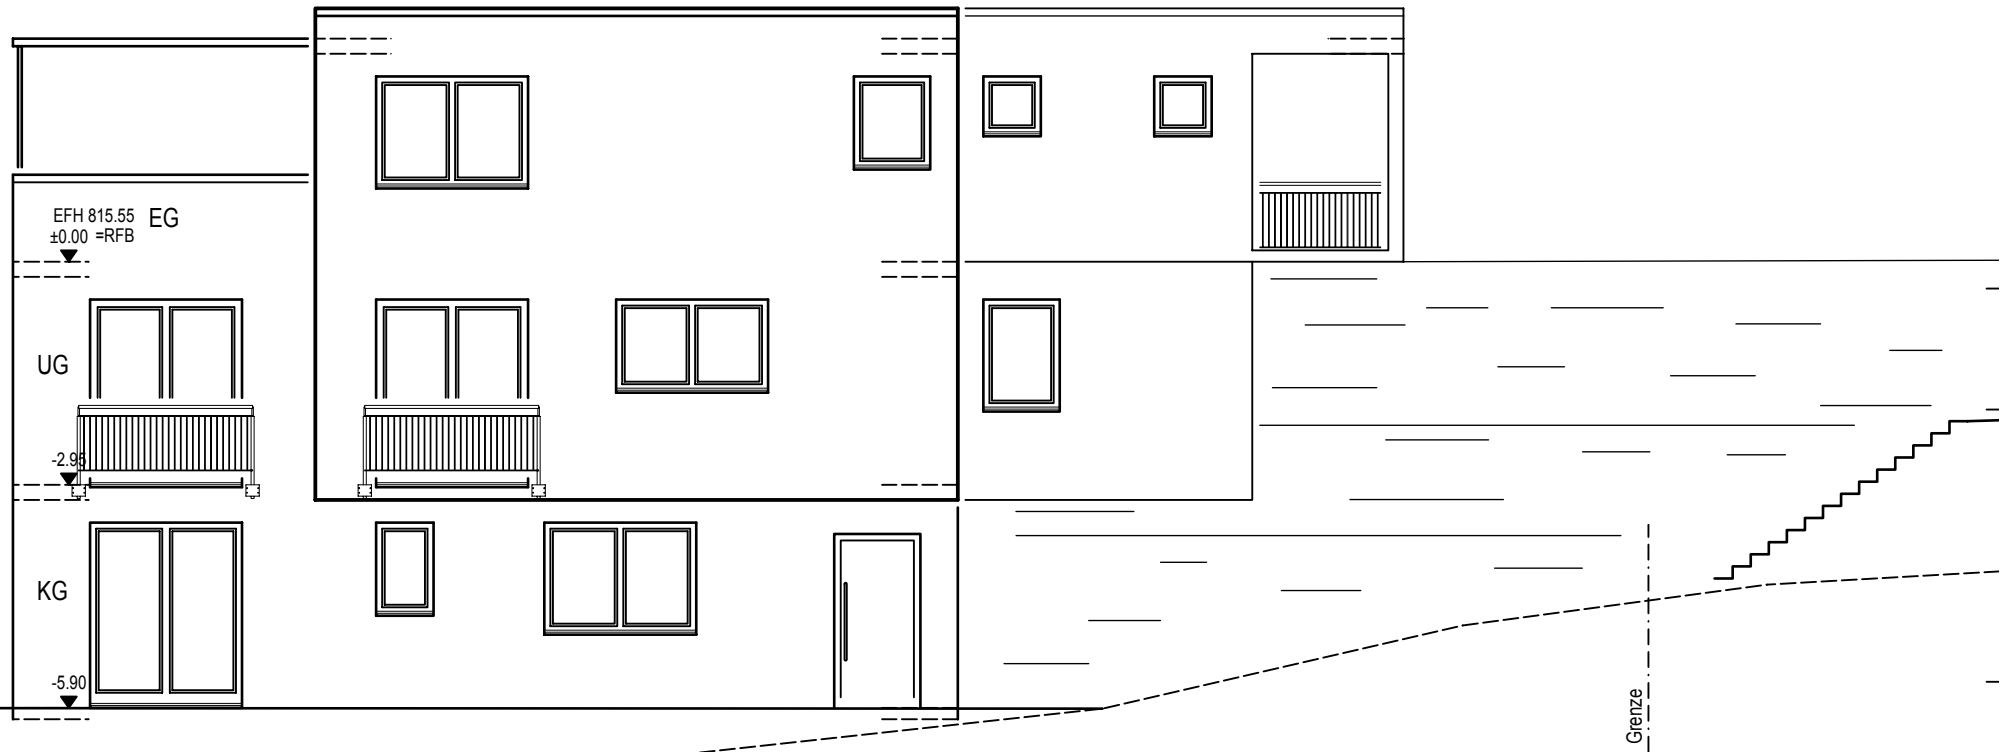 EFH 815.55 EG
±0.00 =RFB
UG
-2.95
KG
-5.90
Grenze